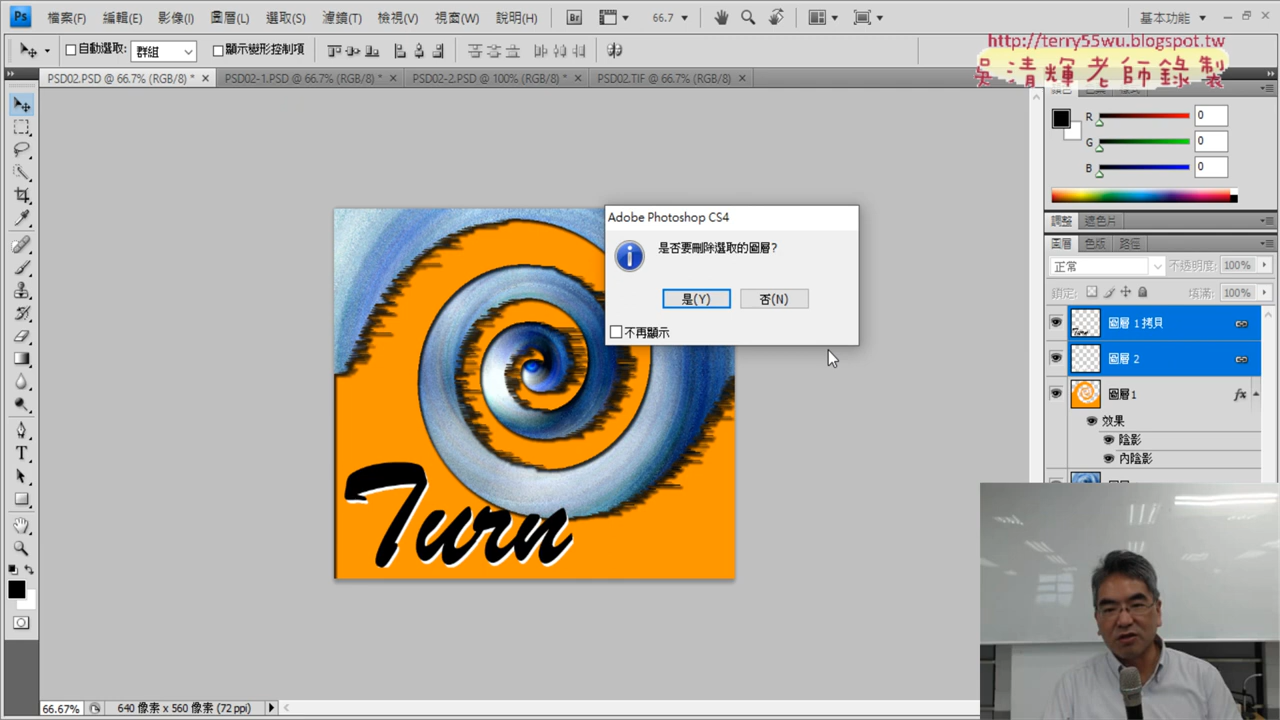 Ps 檔案(F) 編輯(E) 影像(I) 圖層(L) 選取(S) 濾鏡(T) 檢視(V) 視窗(W) 說明(H) Br 66.7 基本功能
http://terry55wu.blogspot.tw
自動選取: 群組 顯示變形控制項
吳清輝老師錄製
PSD02.PSD @ 66.7% (RGB/8) * × PSD02-1.PSD @ 66.7% (RGB/8) * × PSD02-2.PSD @ 100% (RGB/8) * × PSD02.TIF @ 66.7% (RGB/8) ×
R 0
G 0
B 0
Adobe Photoshop CS4
是否要刪除選取的圖層?
是(Y) 否(N)
不再顯示
調整 遮色片
圖層 色版 路徑
正常 不透明度: 100%
鎖定: 填滿: 100%
圖層 1 拷貝
圖層 2
圖層1 fx
效果
陰影
內陰影
Turn
66.67% 640 像素 x 560 像素 (72 ppi)